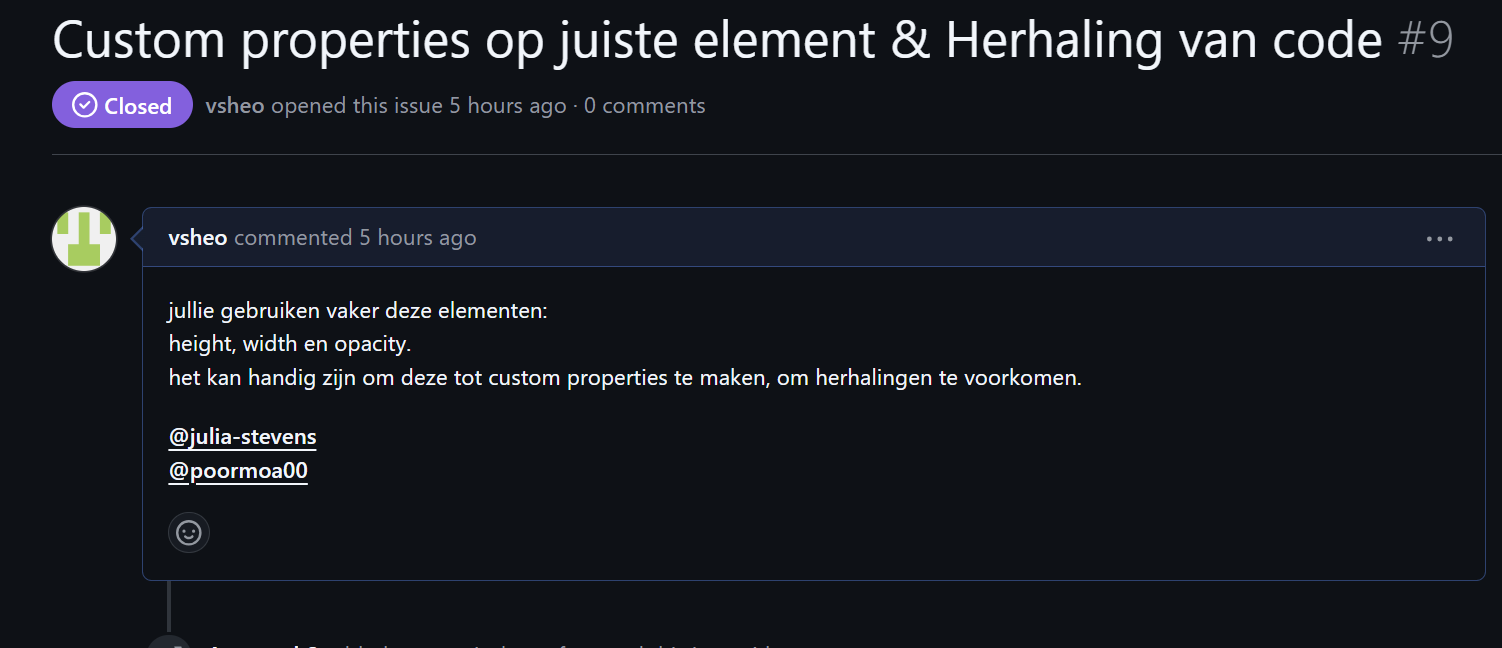 Custom properties op juiste element & Herhaling van code #9
Closed vsheo opened this issue 5 hours ago · 0 comments
vsheo commented 5 hours ago
jullie gebruiken vaker deze elementen:
height, width en opacity.
het kan handig zijn om deze tot custom properties te maken, om herhalingen te voorkomen.
@julia-stevens
@poormoa00